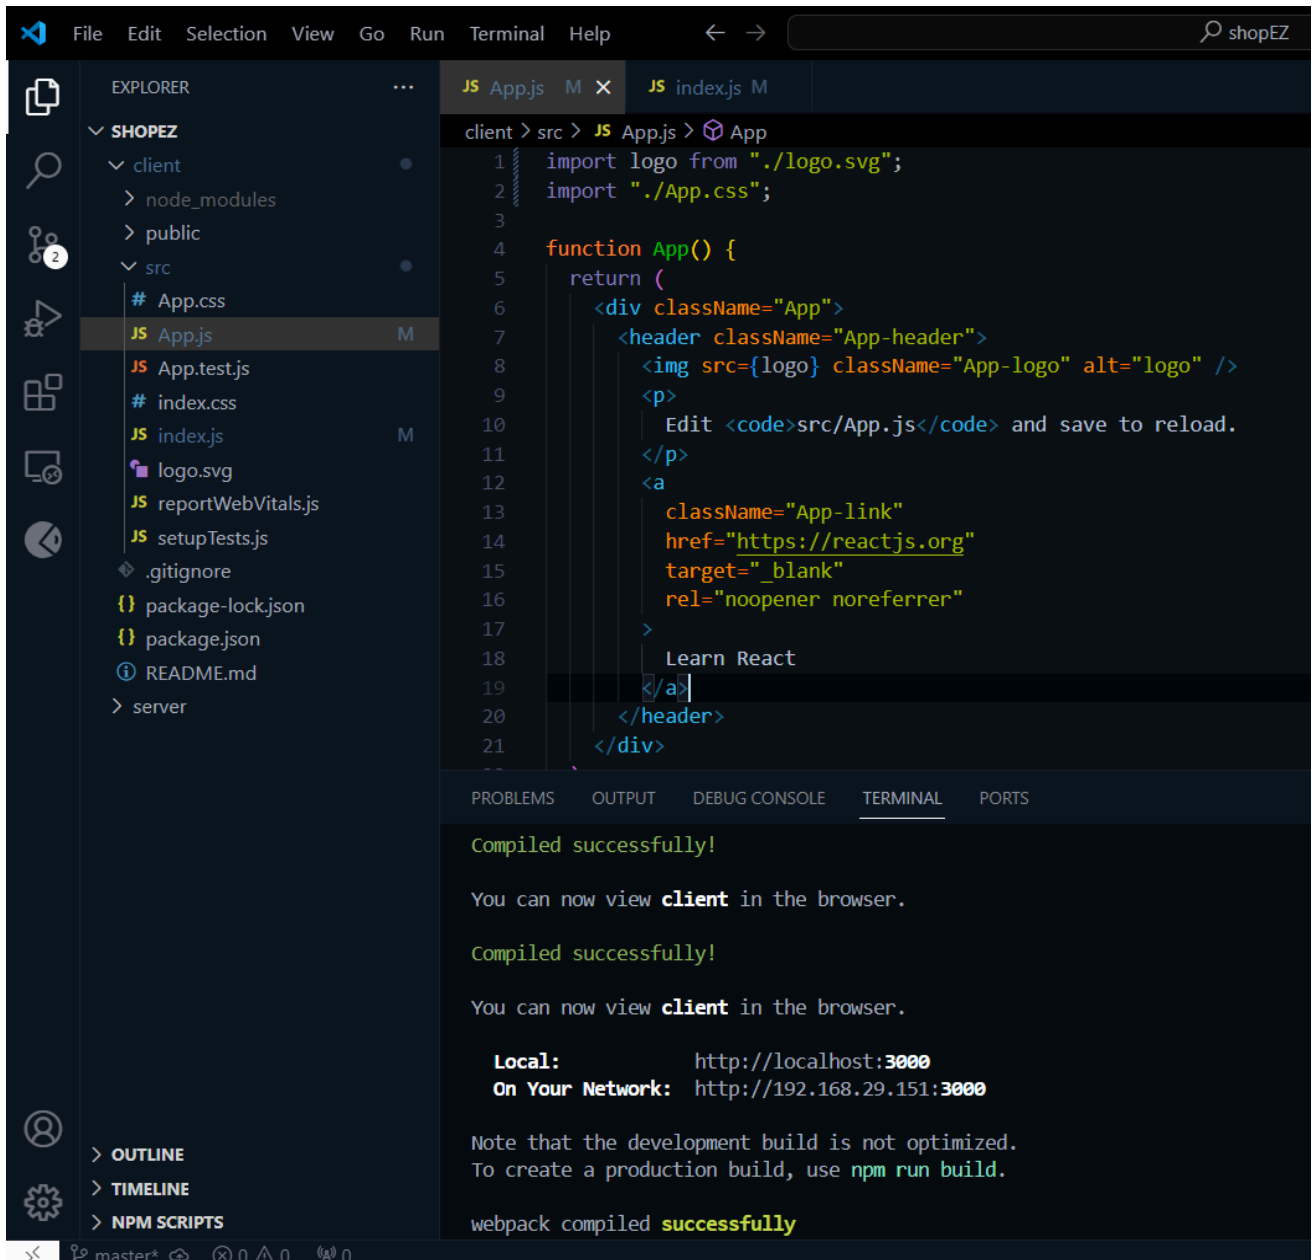 File Edit Selection View Go Run Terminal Help
shopEZ
EXPLORER
SHOPEZ
client
node_modules
public
src
# App.css
JS App.js M
JS App.test.js
# index.css
JS index.js M
logo.svg
JS reportWebVitals.js
JS setupTests.js
.gitignore
{} package-lock.json
{} package.json
README.md
server
OUTLINE
TIMELINE
NPM SCRIPTS
2
JS App.js M
JS index.js M
client > src > JS App.js > App
1 import logo from "./logo.svg";
2 import "./App.css";
3
4 function App() {
5 return (
6 <div className="App">
7 <header className="App-header">
8 <img src={logo} className="App-logo" alt="logo" />
9 <p>
10 Edit <code>src/App.js</code> and save to reload.
11 </p>
12 <a
13 className="App-link"
14 href="https://reactjs.org"
15 target="_blank"
16 rel="noopener noreferrer"
17 >
18 Learn React
19 </a>
20 </header>
21 </div>
PROBLEMS OUTPUT DEBUG CONSOLE TERMINAL PORTS
Compiled successfully!
You can now view client in the browser.
Compiled successfully!
You can now view client in the browser.
Local: http://localhost:3000
On Your Network: http://192.168.29.151:3000
Note that the development build is not optimized.
To create a production build, use npm run build.
webpack compiled successfully
master* 0 0 0